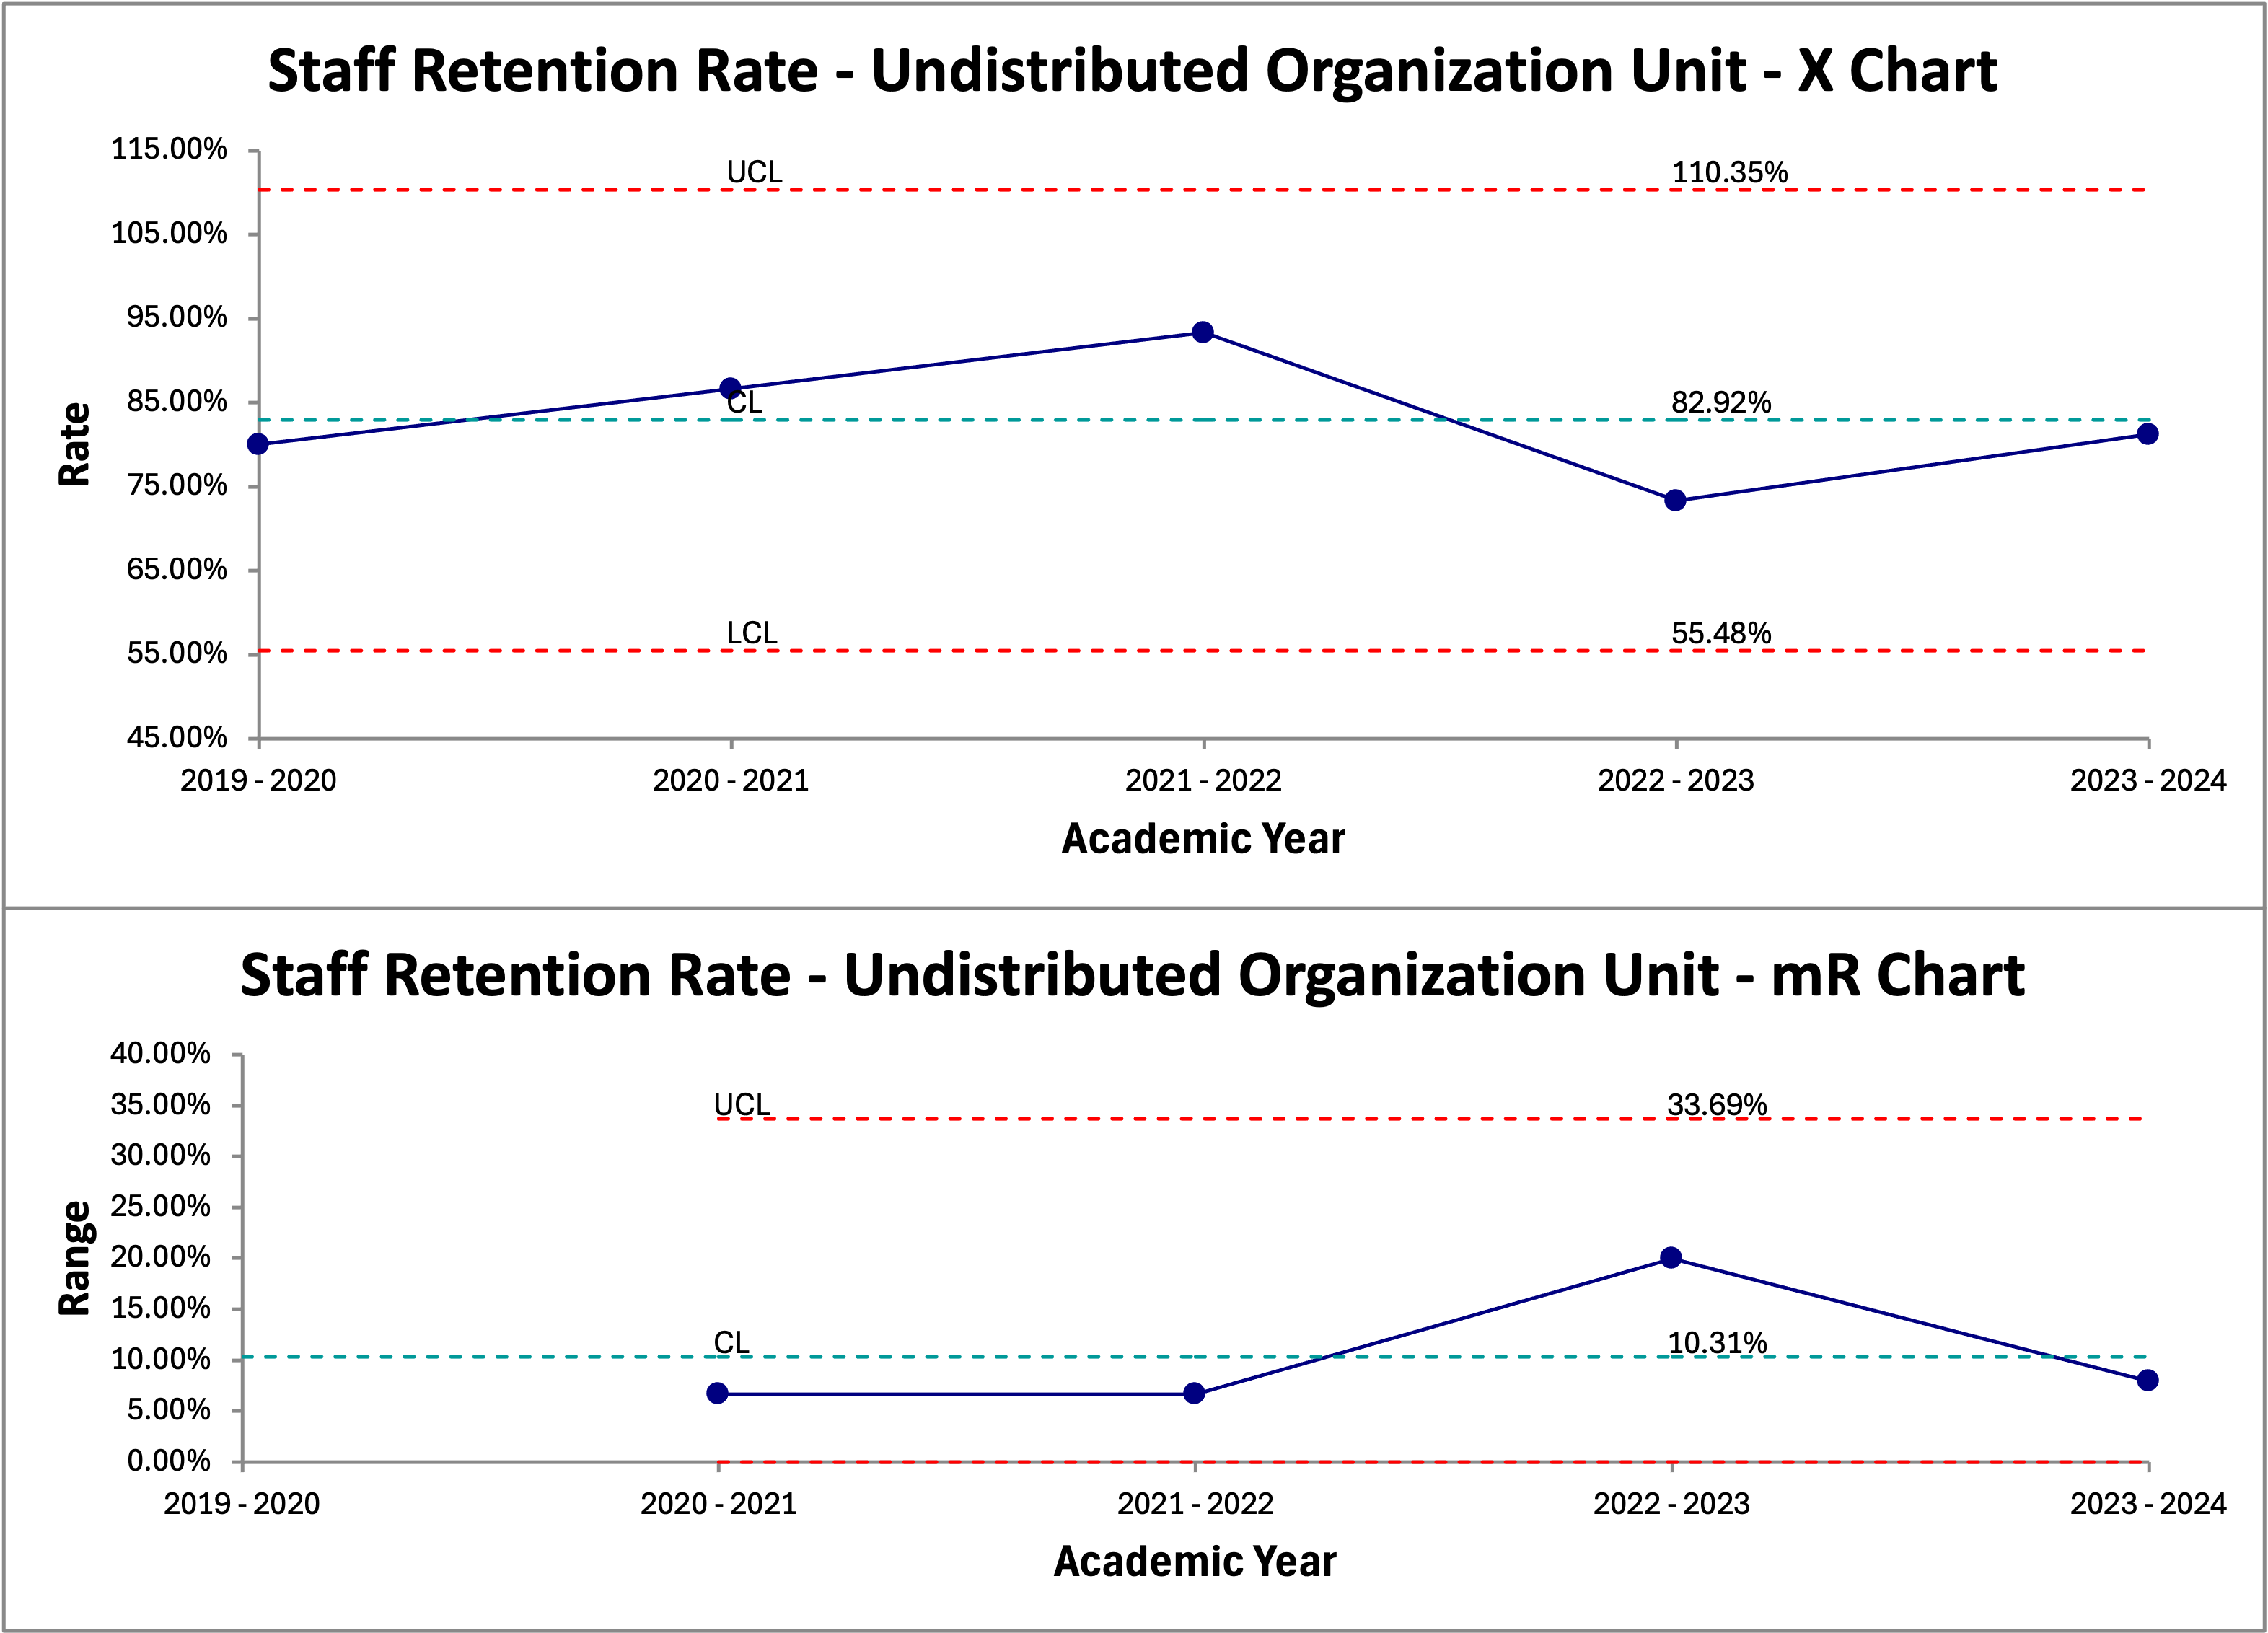 Staff Retention Rate - Undistributed Organization Unit - X Chart
115.00%
UCL
110.35%
105.00%
95.00%
85.00%
CL
82.92%
75.00%
65.00%
LCL
55.48%
55.00%
45.00%
Rate
2019 - 2020
2020 - 2021
2021 - 2022
2022 - 2023
2023 - 2024
Academic Year
Staff Retention Rate - Undistributed Organization Unit - mR Chart
40.00%
35.00%
UCL
33.69%
30.00%
25.00%
20.00%
15.00%
CL
10.31%
10.00%
5.00%
0.00%
Range
2019 - 2020
2020 - 2021
2021 - 2022
2022 - 2023
2023 - 2024
Academic Year